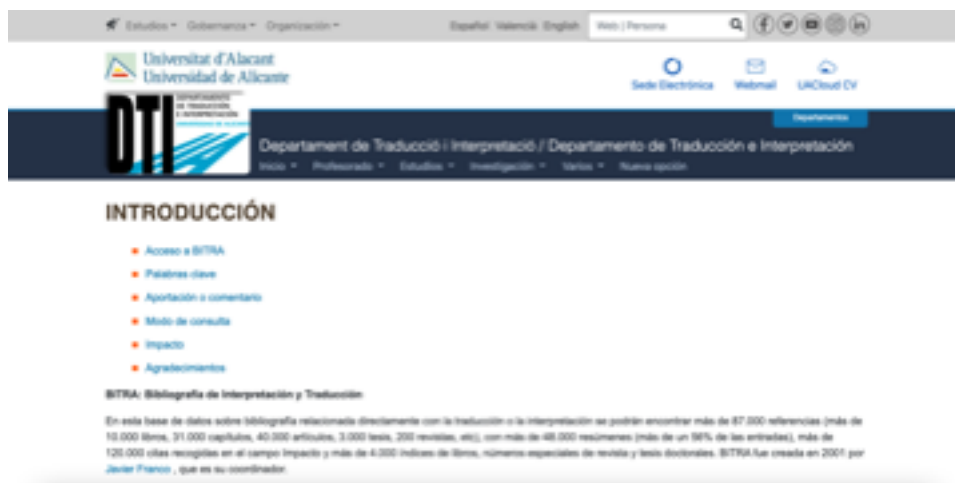 Estudios Gobernanza Organización Español Valencià English Web | Persona
Universitat d'Alacant
Universidad de Alicante
Sede Electrónica Webmail UACloud CV
DEPARTAMENTO
DE TRADUCCIÓN
E INTERPRETACIÓN
UNIVERSIDAD DE ALICANTE
DTI
Departamentos
Departament de Traducció i Interpretació / Departamento de Traducción e Interpretación
Inicio Profesorado Estudios Investigación Varios Nueva opción
INTRODUCCIÓN
Acceso a BITRA
Palabras clave
Aportación o comentario
Modo de consulta
Impacto
Agradecimientos
BITRA: Bibliografía de Interpretación y Traducción
En esta base de datos sobre bibliografía relacionada directamente con la traducción o la interpretación se podrán encontrar más de 87.000 referencias (más de
10.000 libros, 31.000 capítulos, 40.000 artículos, 3.000 tesis, 200 revistas, etc), con más de 48.000 resúmenes (más de un 56% de las entradas), más de
120.000 citas recogidas en el campo Impacto y más de 4.000 índices de libros, números especiales de revista y tesis doctorales. BITRA fue creada en 2001 por
Javier Franco , que es su coordinador.